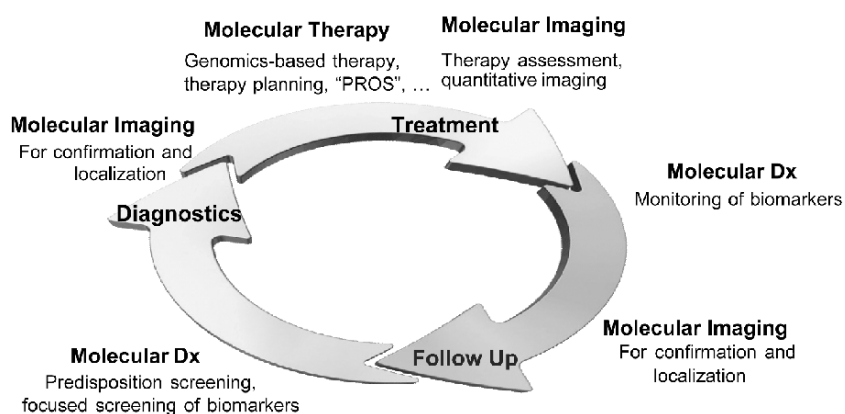 Molecular Therapy
Genomics-based therapy,
therapy planning, “PROS”, …
Molecular Imaging
Therapy assessment,
quantitative imaging
Molecular Imaging
For confirmation and
localization
Treatment
Molecular Dx
Monitoring of biomarkers
Diagnostics
Molecular Imaging
For confirmation and
localization
Follow Up
Molecular Dx
Predisposition screening,
focused screening of biomarkers